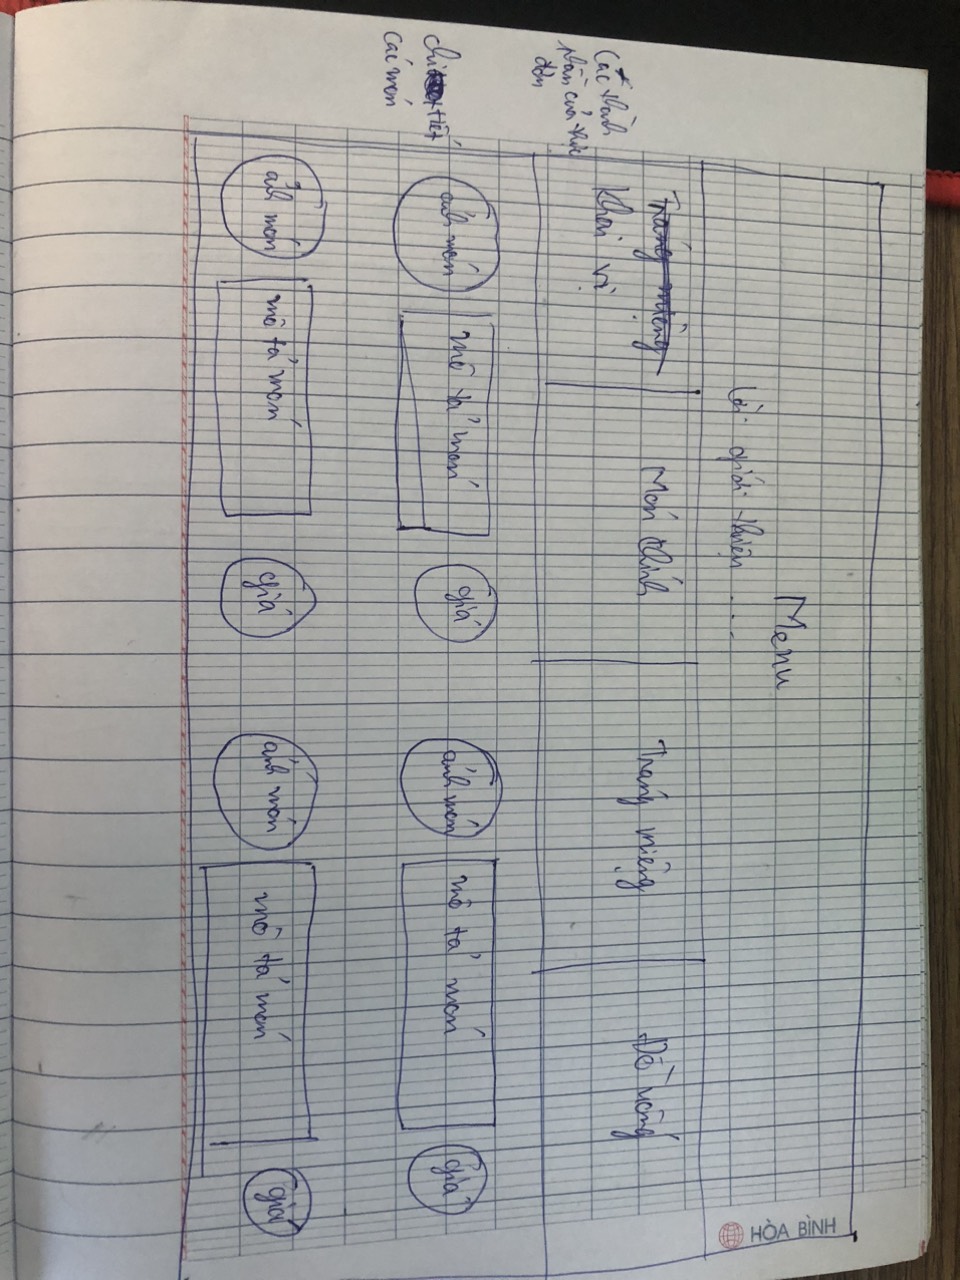 Menu
HÒA BÌNH
Lời giới thiệu ...
Tráng miệng
Khai vị
Món chính
Tráng miệng
Đồ uống
Các thành
phần của thực
đơn
ảnh món
mô tả món
giá
ảnh món
mô tả món
giá
chi tiết
các món
ảnh món
mô tả món
giá
ảnh món
mô tả món
giá